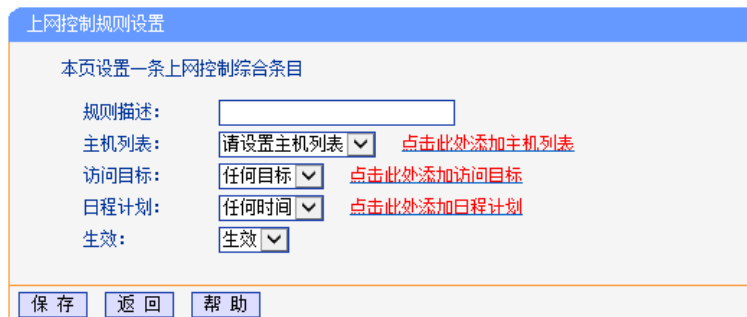 上网控制规则设置
本页设置一条上网控制综合条目
规则描述：
主机列表： 请设置主机列表 点击此处添加主机列表
访问目标： 任何目标 点击此处添加访问目标
日程计划： 任何时间 点击此处添加日程计划
生效： 生效
保 存 返 回 帮 助